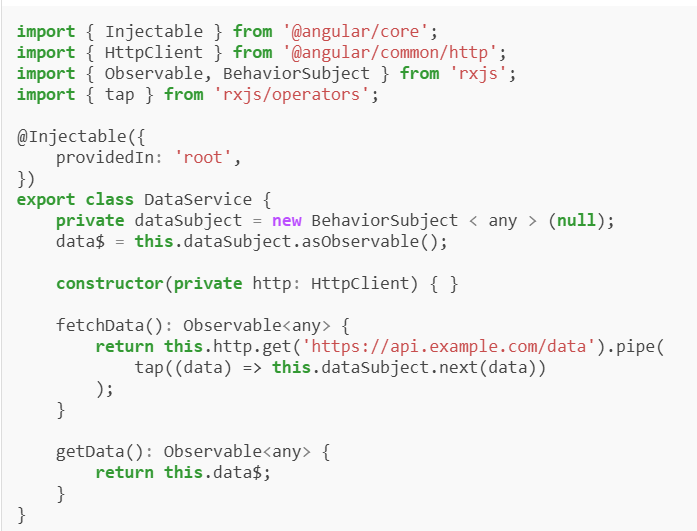 import { Injectable } from '@angular/core';
import { HttpClient } from '@angular/common/http';
import { Observable, BehaviorSubject } from 'rxjs';
import { tap } from 'rxjs/operators';

@Injectable({
    providedIn: 'root',
})
export class DataService {
    private dataSubject = new BehaviorSubject < any > (null);
    data$ = this.dataSubject.asObservable();

    constructor(private http: HttpClient) { }

    fetchData(): Observable<any> {
        return this.http.get('https://api.example.com/data').pipe(
            tap((data) => this.dataSubject.next(data))
        );
    }

    getData(): Observable<any> {
        return this.data$;
    }
}